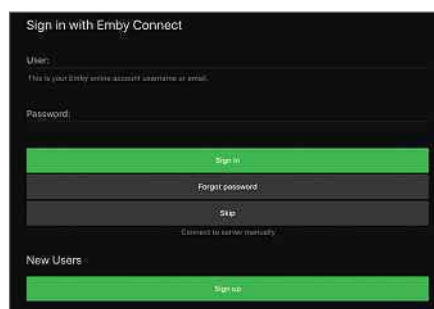 Sign in with Emby Connect
User:
This is your Emby online account username or email.
Password:
Sign in
Forgot password
Skip
Connect to server manually
New Users
Sign up